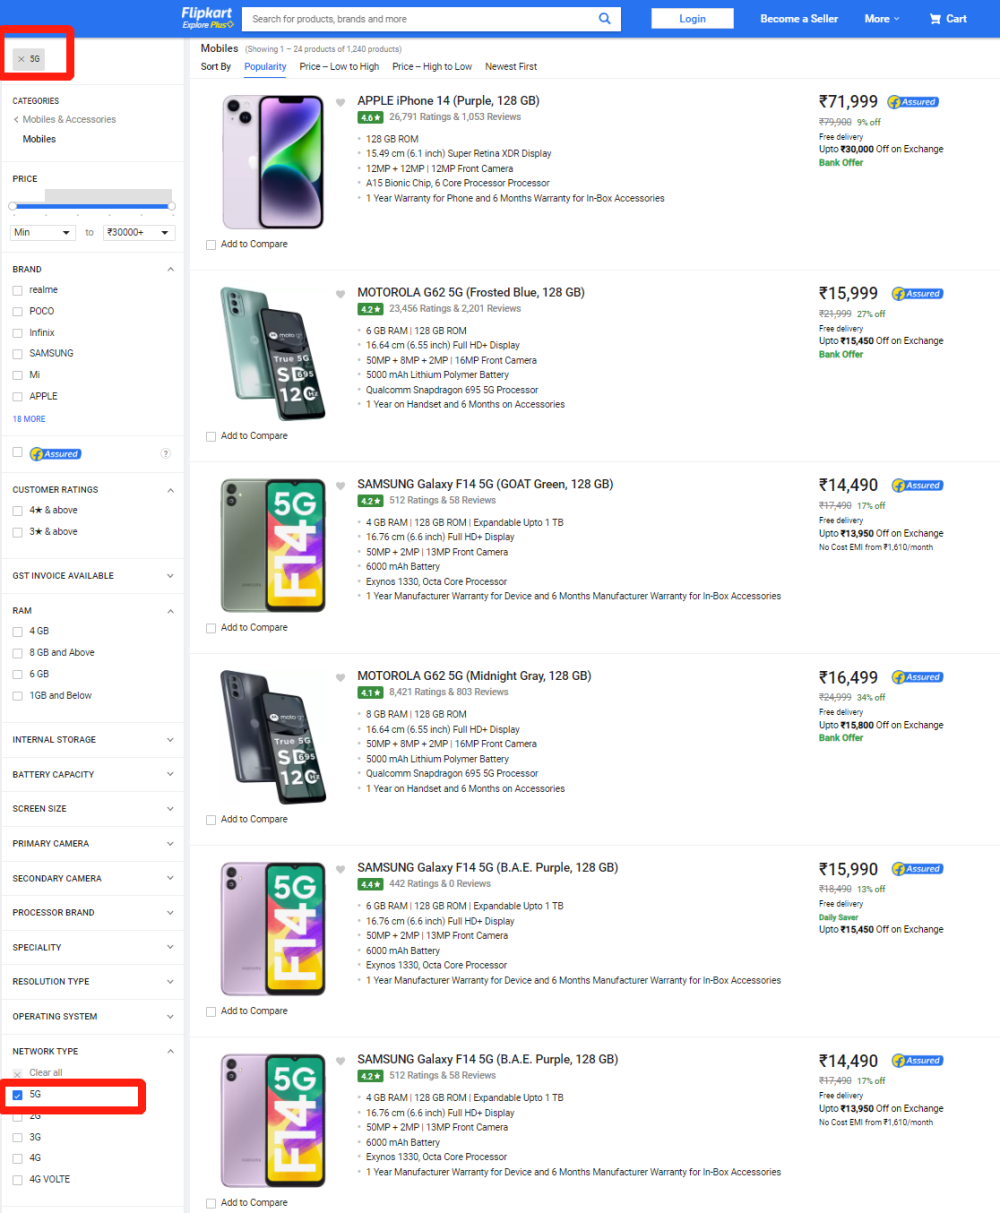 Flipkart
Explore Plus
Search for products, brands and more
Login
Become a Seller
More
Cart
5G
CATEGORIES
Mobiles & Accessories
Mobiles
PRICE
Min
to
₹30000+
BRAND
realme
POCO
Infinix
SAMSUNG
Mi
APPLE
18 MORE
Assured
?
CUSTOMER RATINGS
4★ & above
3★ & above
GST INVOICE AVAILABLE
RAM
4 GB
8 GB and Above
6 GB
1GB and Below
INTERNAL STORAGE
BATTERY CAPACITY
SCREEN SIZE
PRIMARY CAMERA
SECONDARY CAMERA
PROCESSOR BRAND
SPECIALITY
RESOLUTION TYPE
OPERATING SYSTEM
NETWORK TYPE
Clear all
5G
2G
3G
4G
4G VOLTE
Mobiles (Showing 1 – 24 products of 1,240 products)
Sort By Popularity Price -- Low to High Price -- High to Low Newest First
APPLE iPhone 14 (Purple, 128 GB)
4.6★ 26,791 Ratings & 1,053 Reviews
128 GB ROM
15.49 cm (6.1 inch) Super Retina XDR Display
12MP + 12MP | 12MP Front Camera
A15 Bionic Chip, 6 Core Processor Processor
1 Year Warranty for Phone and 6 Months Warranty for In-Box Accessories
Add to Compare
₹71,999 Assured
₹79,900 9% off
Free delivery
Upto ₹30,000 Off on Exchange
Bank Offer
moto
True 5G
SD 695
120Hz
MOTOROLA G62 5G (Frosted Blue, 128 GB)
4.2★ 23,456 Ratings & 2,201 Reviews
6 GB RAM | 128 GB ROM
16.64 cm (6.55 inch) Full HD+ Display
50MP + 8MP + 2MP | 16MP Front Camera
5000 mAh Lithium Polymer Battery
Qualcomm Snapdragon 695 5G Processor
1 Year on Handset and 6 Months on Accessories
Add to Compare
₹15,999 Assured
₹21,999 27% off
Free delivery
Upto ₹15,450 Off on Exchange
Bank Offer
5G
F14
SAMSUNG Galaxy F14 5G (GOAT Green, 128 GB)
4.2★ 512 Ratings & 58 Reviews
4 GB RAM | 128 GB ROM | Expandable Upto 1 TB
16.76 cm (6.6 inch) Full HD+ Display
50MP + 2MP | 13MP Front Camera
6000 mAh Battery
Exynos 1330, Octa Core Processor
1 Year Manufacturer Warranty for Device and 6 Months Manufacturer Warranty for In-Box Accessories
Add to Compare
₹14,490 Assured
₹17,490 17% off
Free delivery
Upto ₹13,950 Off on Exchange
No Cost EMI from ₹1,610/month
moto
True 5G
SD 695
120Hz
MOTOROLA G62 5G (Midnight Gray, 128 GB)
4.1★ 8,421 Ratings & 803 Reviews
8 GB RAM | 128 GB ROM
16.64 cm (6.55 inch) Full HD+ Display
50MP + 8MP + 2MP | 16MP Front Camera
5000 mAh Lithium Polymer Battery
Qualcomm Snapdragon 695 5G Processor
1 Year on Handset and 6 Months on Accessories
Add to Compare
₹16,499 Assured
₹24,999 34% off
Free delivery
Upto ₹15,800 Off on Exchange
Bank Offer
5G
F14
SAMSUNG Galaxy F14 5G (B.A.E. Purple, 128 GB)
4.4★ 442 Ratings & 0 Reviews
6 GB RAM | 128 GB ROM | Expandable Upto 1 TB
16.76 cm (6.6 inch) Full HD+ Display
50MP + 2MP | 13MP Front Camera
6000 mAh Battery
Exynos 1330, Octa Core Processor
1 Year Manufacturer Warranty for Device and 6 Months Manufacturer Warranty for In-Box Accessories
Add to Compare
₹15,990 Assured
₹18,490 13% off
Free delivery
Daily Saver
Upto ₹15,450 Off on Exchange
5G
F14
SAMSUNG Galaxy F14 5G (B.A.E. Purple, 128 GB)
4.2★ 512 Ratings & 58 Reviews
4 GB RAM | 128 GB ROM | Expandable Upto 1 TB
16.76 cm (6.6 inch) Full HD+ Display
50MP + 2MP | 13MP Front Camera
6000 mAh Battery
Exynos 1330, Octa Core Processor
1 Year Manufacturer Warranty for Device and 6 Months Manufacturer Warranty for In-Box Accessories
Add to Compare
₹14,490 Assured
₹17,490 17% off
Free delivery
Upto ₹13,950 Off on Exchange
No Cost EMI from ₹1,610/month